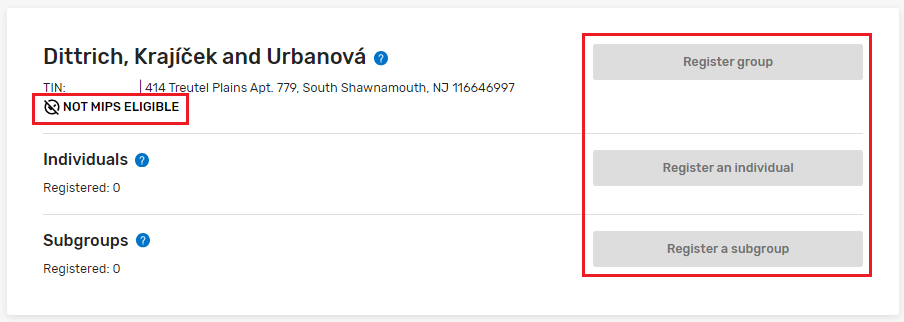 Dittrich, Krajíček and Urbanová ?
Register group
TIN: | 414 Treutel Plains Apt. 779, South Shawnamouth, NJ 116646997
NOT MIPS ELIGIBLE
Individuals ?
Register an individual
Registered: 0
Subgroups ?
Register a subgroup
Registered: 0